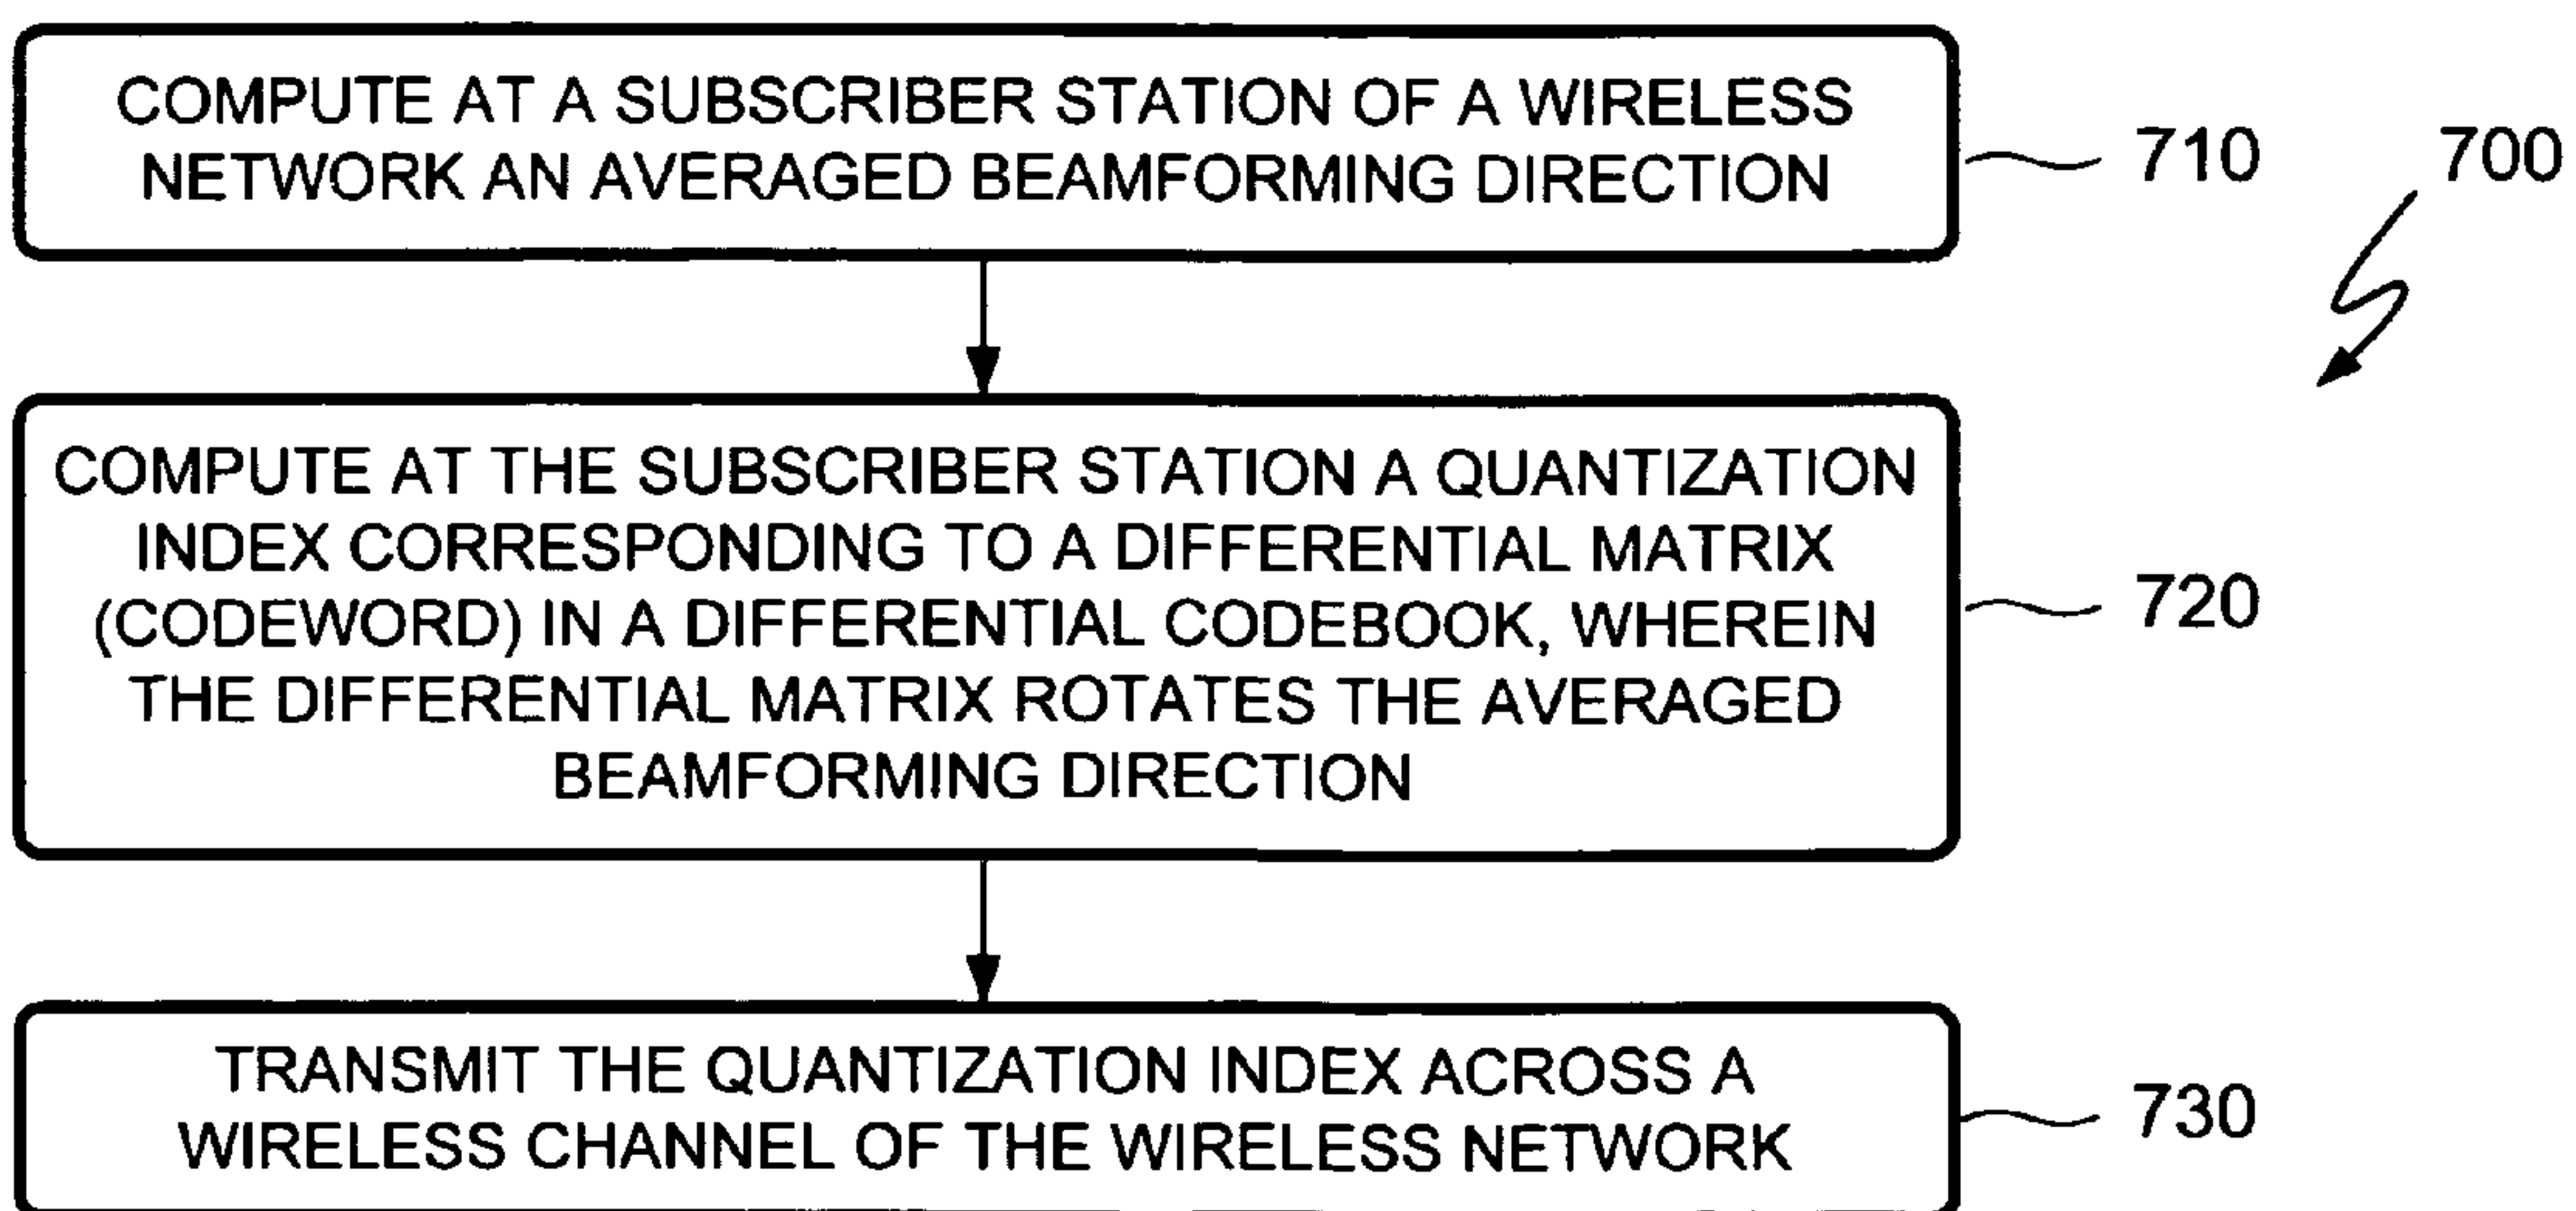 COMPUTE AT A SUBSCRIBER STATION OF A WIRELESS
NETWORK AN AVERAGED BEAMFORMING DIRECTION
710
700
COMPUTE AT THE SUBSCRIBER STATION A QUANTIZATION
INDEX CORRESPONDING TO A DIFFERENTIAL MATRIX
(CODEWORD) IN A DIFFERENTIAL CODEBOOK, WHEREIN
THE DIFFERENTIAL MATRIX ROTATES THE AVERAGED
BEAMFORMING DIRECTION
720
TRANSMIT THE QUANTIZATION INDEX ACROSS A
WIRELESS CHANNEL OF THE WIRELESS NETWORK
730